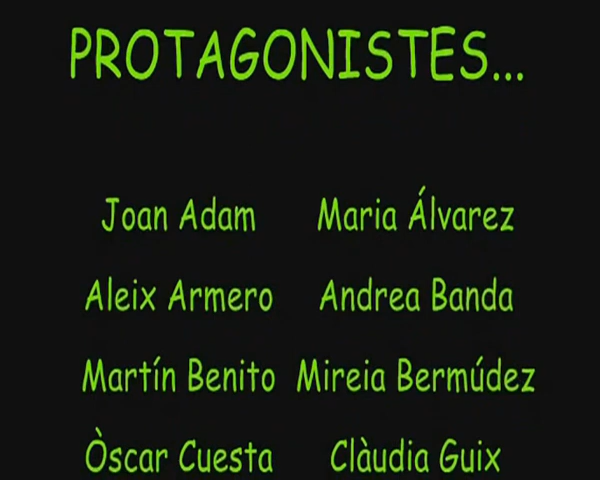 PROTAGONISTES...
Joan Adam Maria Álvarez
Aleix Armero Andrea Banda
Martín Benito Mireia Bermúdez
Òscar Cuesta Clàudia Guix